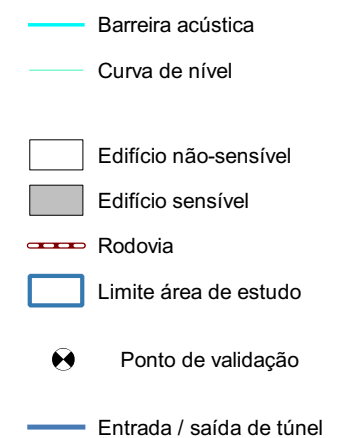 Barreira acústica
Curva de nível
Edifício não-sensível
Edifício sensível
Rodovia
Limite área de estudo
Ponto de validação
Entrada / saída de túnel